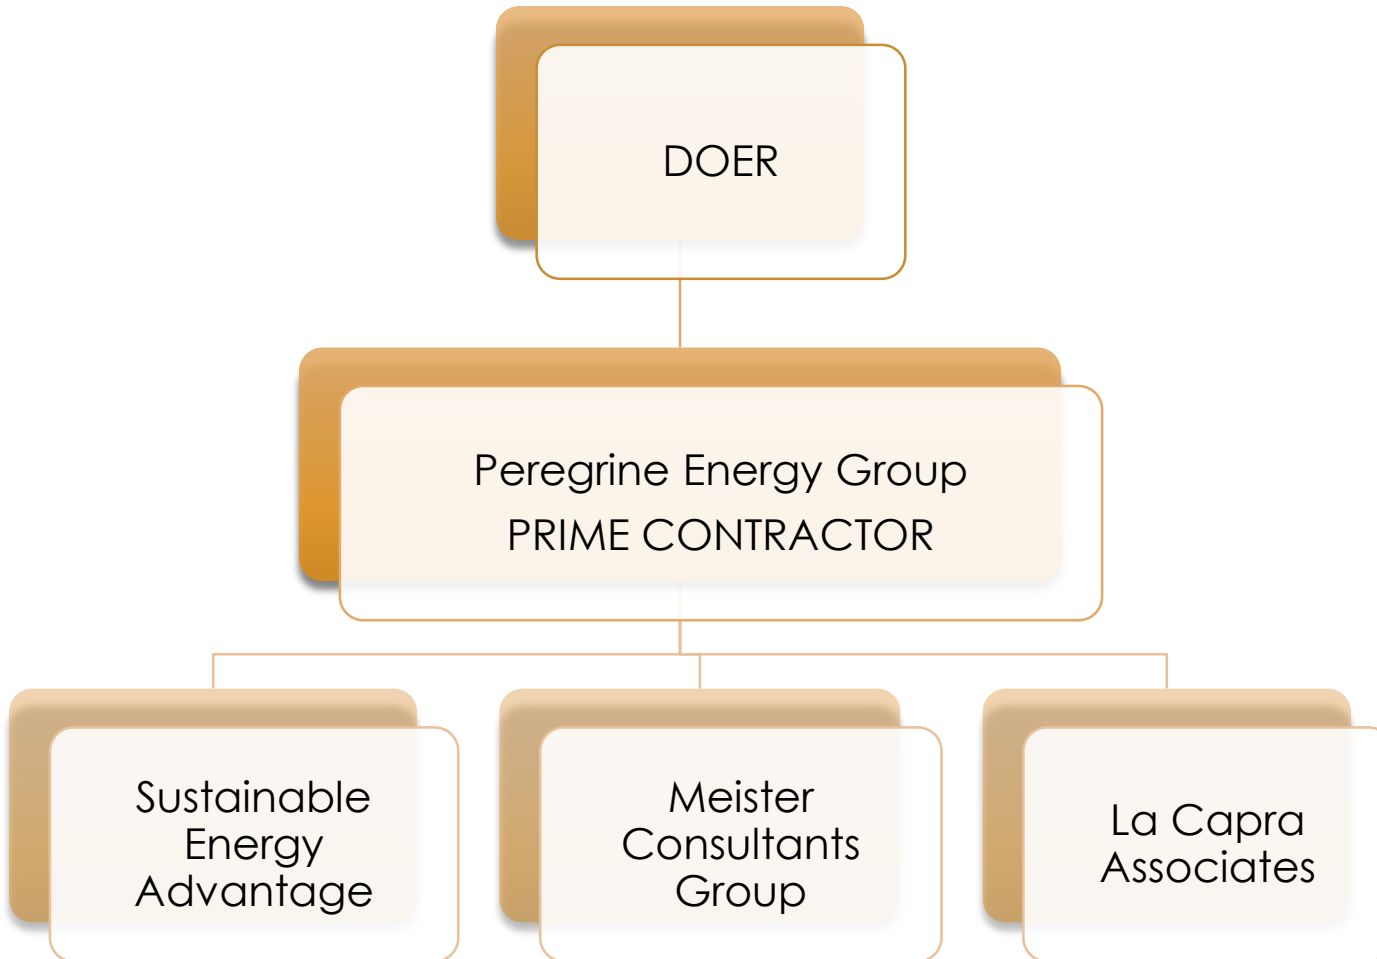 DOER
Peregrine Energy Group
PRIME CONTRACTOR
Sustainable
Energy
Advantage
Meister
Consultants
Group
La Capra
Associates